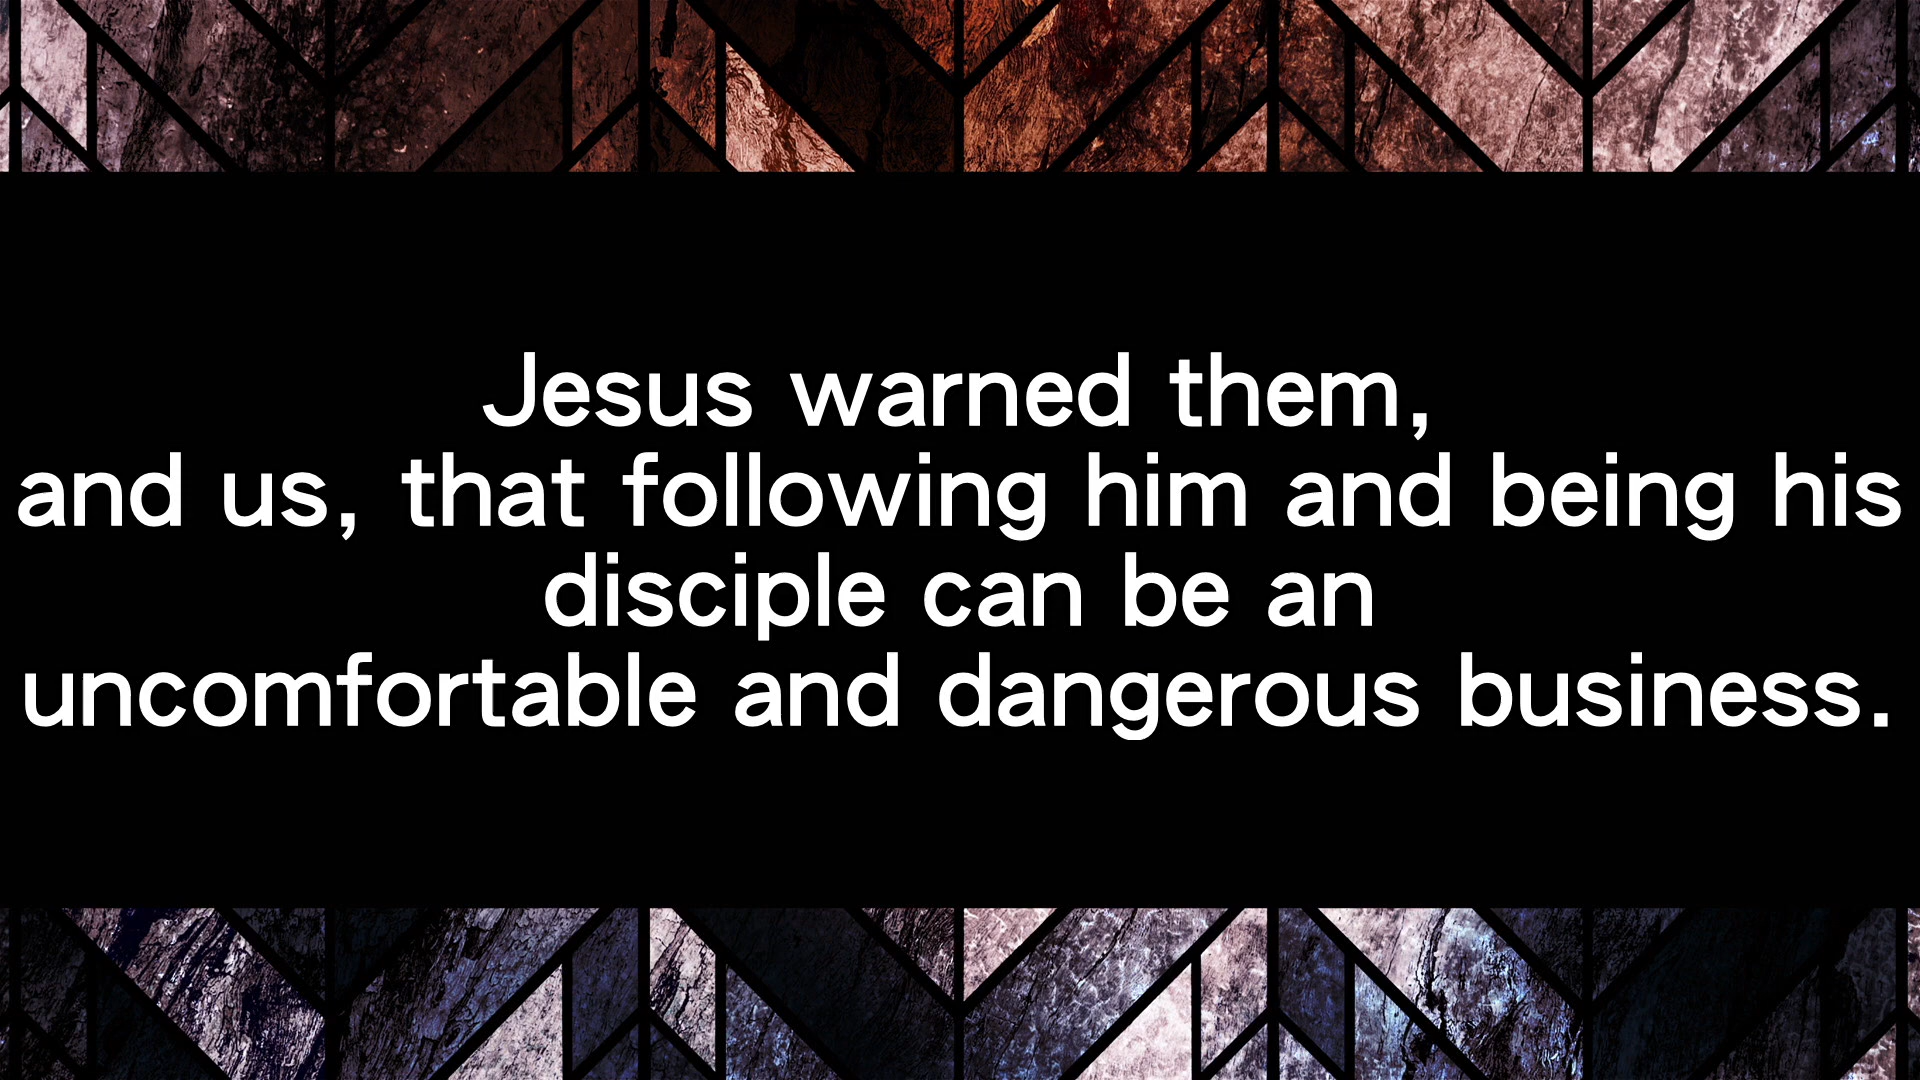 Jesus warned them,
and us, that following him and being his
disciple can be an
uncomfortable and dangerous business.